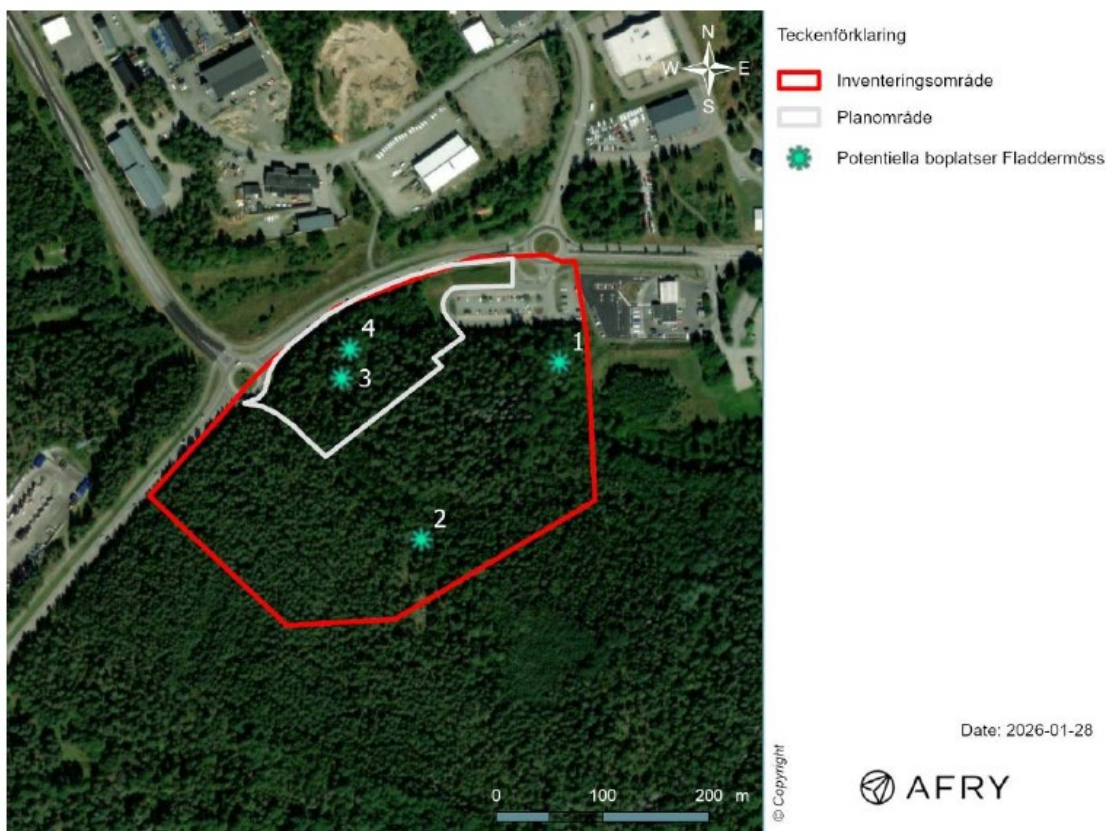 Teckenförklaring
Inventeringsområde
Planområde
Potentiella boplatser Fladdermöss
N
W E
S
4
1
3
2
0 100 200 m
Date: 2026-01-28
© Copyright
AFRY